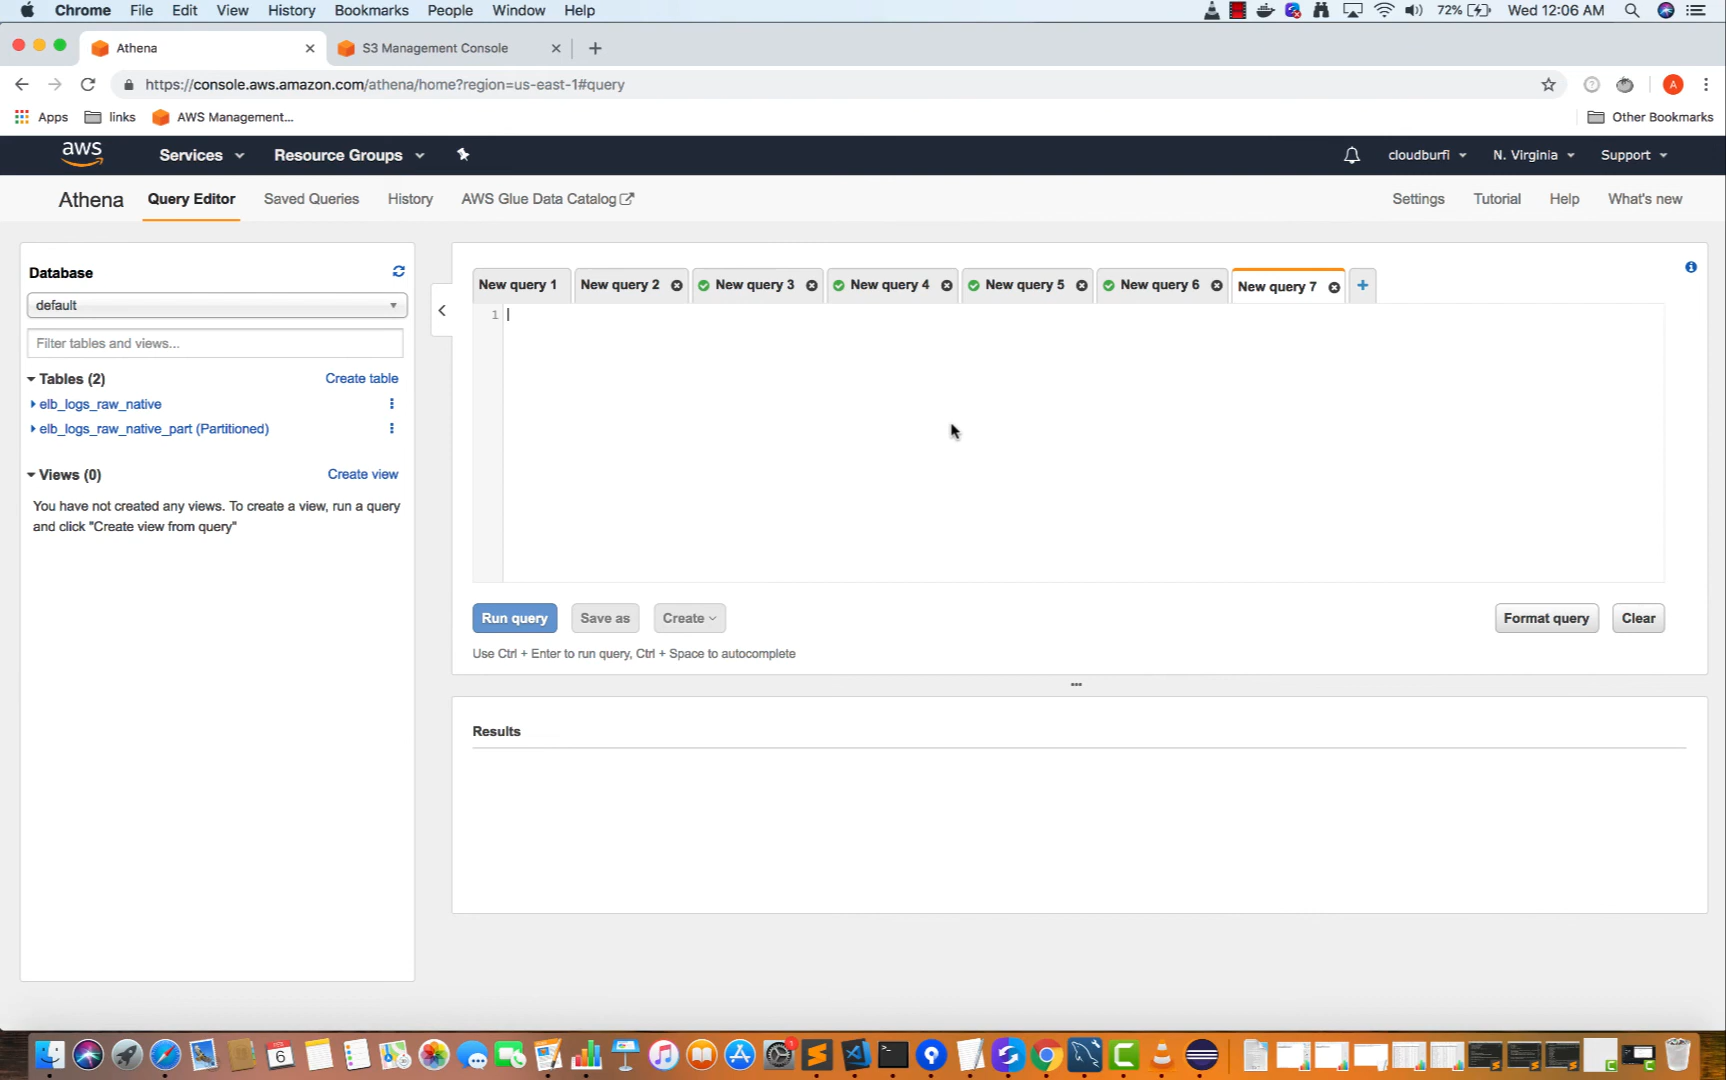 Chrome File Edit View History Bookmarks People Window Help 72% Wed 12:06 AM
Athena S3 Management Console
https://console.aws.amazon.com/athena/home?region=us-east-1#query A
Apps links AWS Management... Other Bookmarks
aws Services Resource Groups cloudburfi N. Virginia Support
Athena Query Editor Saved Queries History AWS Glue Data Catalog Settings Tutorial Help What's new
Database
default
Filter tables and views...
Tables (2) Create table
elb_logs_raw_native
elb_logs_raw_native_part (Partitioned)
Views (0) Create view
You have not created any views. To create a view, run a query
and click "Create view from query"
New query 1 New query 2 New query 3 New query 4 New query 5 New query 6 New query 7 +
1
Run query Save as Create Format query Clear
Use Ctrl + Enter to run query, Ctrl + Space to autocomplete
Results
6
1